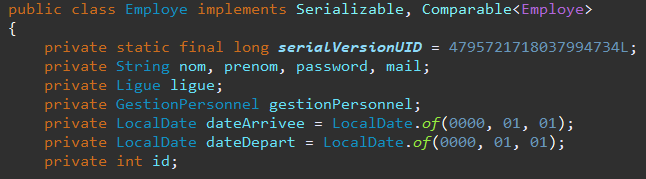 public class Employe implements Serializable, Comparable<Employe>
{
private static final long serialVersionUID = 4795721718037994734L;
private String nom, prenom, password, mail;
private Ligue ligue;
private GestionPersonnel gestionPersonnel;
private LocalDate dateArrivee = LocalDate.of(0000, 01, 01);
private LocalDate dateDepart = LocalDate.of(0000, 01, 01);
private int id;